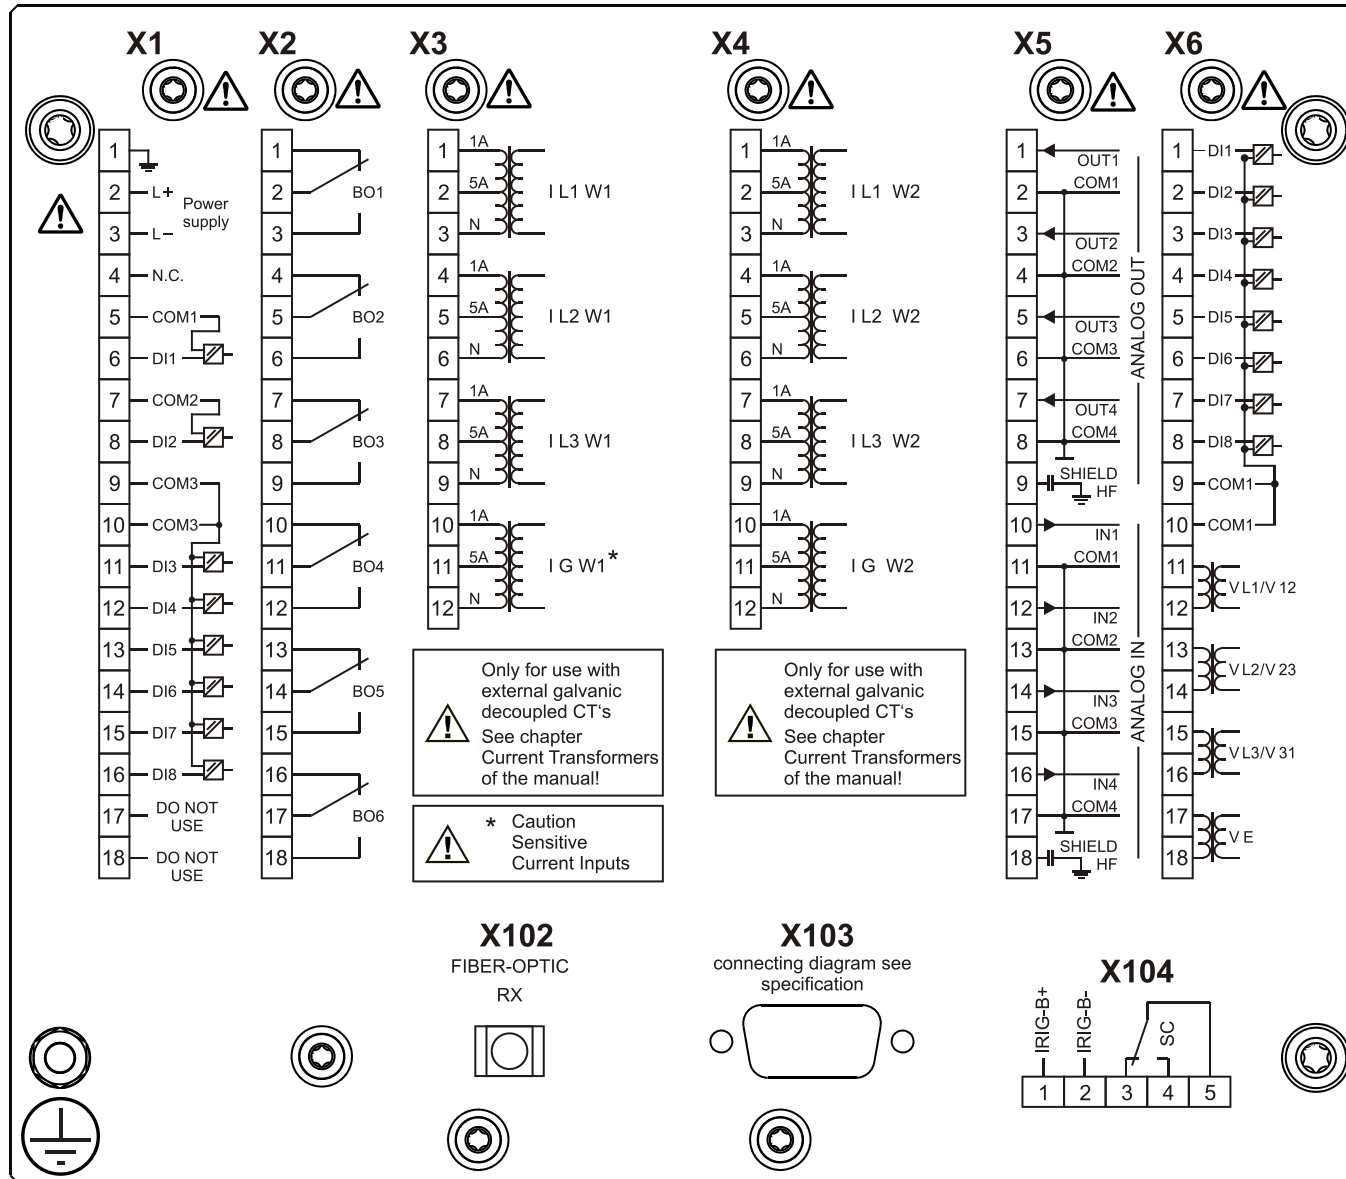 X1 X2 X3 X4 X5 X6
1
2 L+ Power supply
3 L−
4 N.C.
5 COM1
6 DI1
7 COM2
8 DI2
9 COM3
10 COM3
11 DI3
12 DI4
13 DI5
14 DI6
15 DI7
16 DI8
17 DO NOT USE
18 DO NOT USE
1
2 BO1
3
4
5 BO2
6
7
8 BO3
9
10
11 BO4
12
13
14 BO5
15
16
17 BO6
18
1 1A
2 5A I L1 W1
3 N
4 1A
5 5A I L2 W1
6 N
7 1A
8 5A I L3 W1
9 N
10 1A
11 5A I G W1*
12 N
Only for use with
external galvanic
decoupled CT‘s
See chapter
Current Transformers
of the manual!
* Caution
Sensitive
Current Inputs
1 1A
2 5A I L1 W2
3 N
4 1A
5 5A I L2 W2
6 N
7 1A
8 5A I L3 W2
9 N
10 1A
11 5A I G W2
12 N
Only for use with
external galvanic
decoupled CT‘s
See chapter
Current Transformers
of the manual!
1 OUT1
2 COM1
3 OUT2
4 COM2
5 OUT3
6 COM3
7 OUT4
8 COM4
9 SHIELD HF
ANALOG OUT
10 IN1
11 COM1
12 IN2
13 COM2
14 IN3
15 COM3
16 IN4
17 COM4
18 SHIELD HF
ANALOG IN
1 DI1
2 DI2
3 DI3
4 DI4
5 DI5
6 DI6
7 DI7
8 DI8
9 COM1
10 COM1
11
12 V L1/V 12
13
14 V L2/V 23
15
16 V L3/V 31
17
18 V E
X102
FIBER-OPTIC
RX
X103
connecting diagram see
specification
X104
IRIG-B+
IRIG-B-
SC
1 2 3 4 5